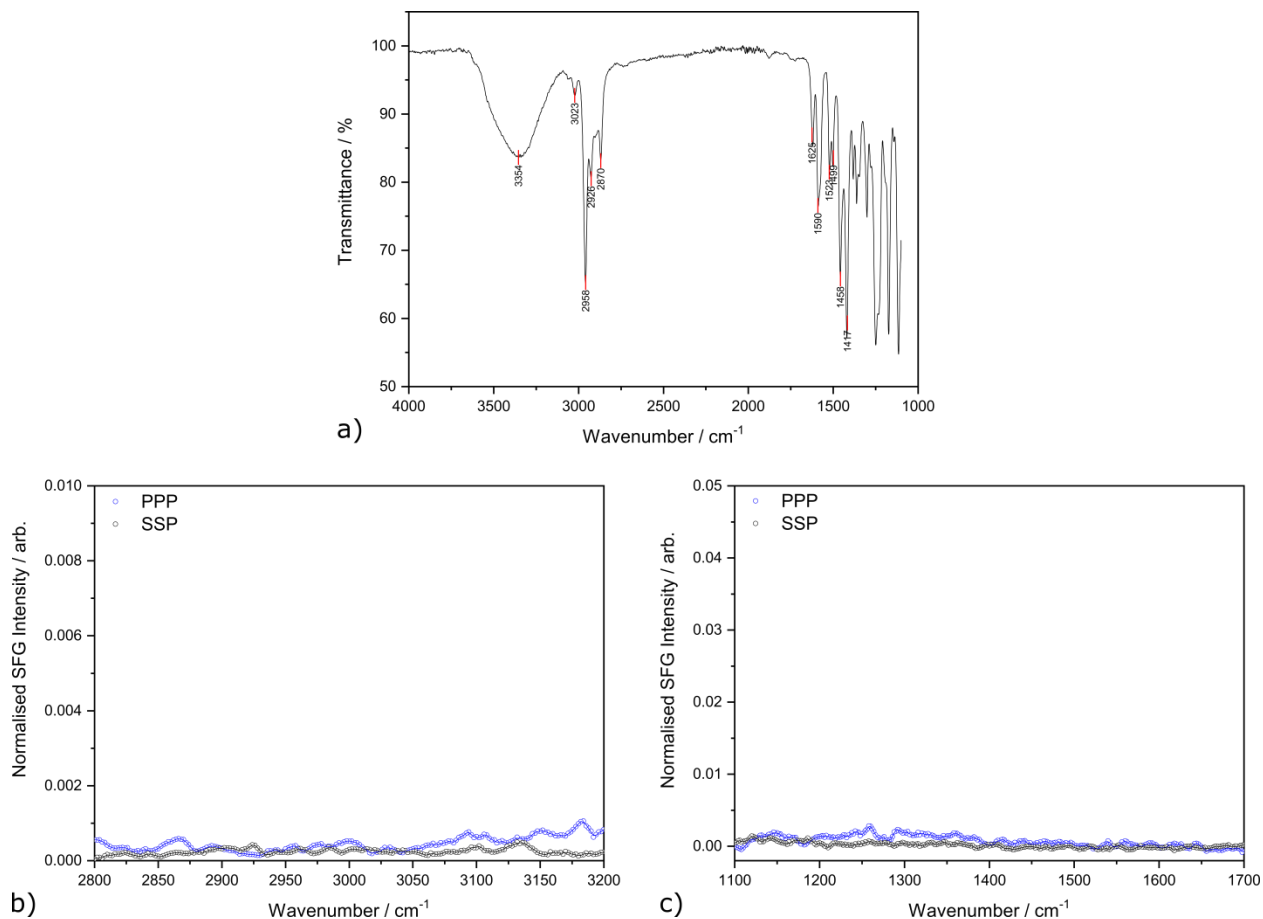 100
90
80
70
60
50
Transmittance / %
3354
3023
2958
2926
2870
1625
1590
1523
1499
1458
1417
4000 3500 3000 2500 2000 1500 1000
Wavenumber / cm-1
a)
0.010
0.008
0.006
0.004
0.002
0.000
Normalised SFG Intensity / arb.
PPP
SSP
2800 2850 2900 2950 3000 3050 3100 3150 3200
Wavenumber / cm-1
b)
0.05
0.04
0.03
0.02
0.01
0.00
Normalised SFG Intensity / arb.
PPP
SSP
1100 1200 1300 1400 1500 1600 1700
Wavenumber / cm-1
c)